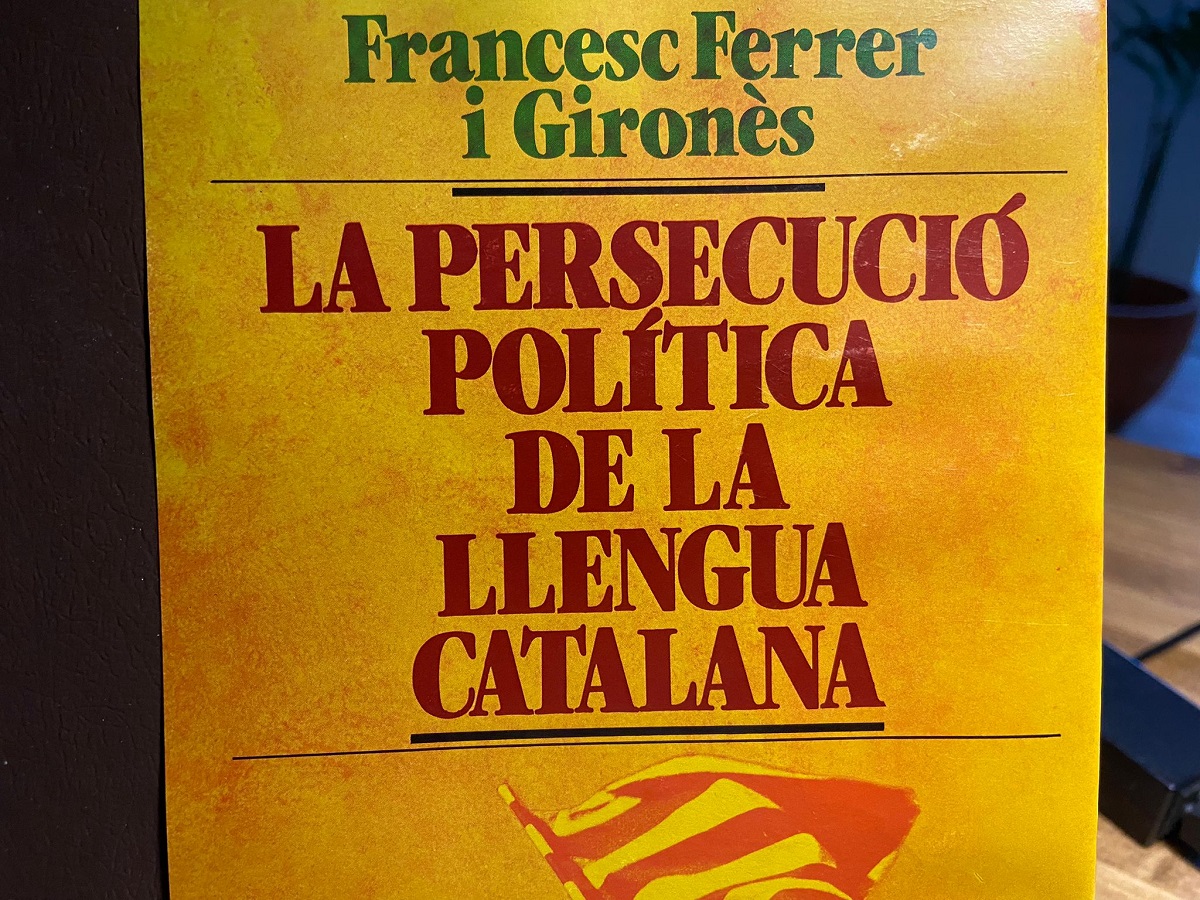 Francesc Ferrer
i Gironès
LA PERSECUCIÓ
POLÍTICA
DE LA
LLENGUA
CATALANA